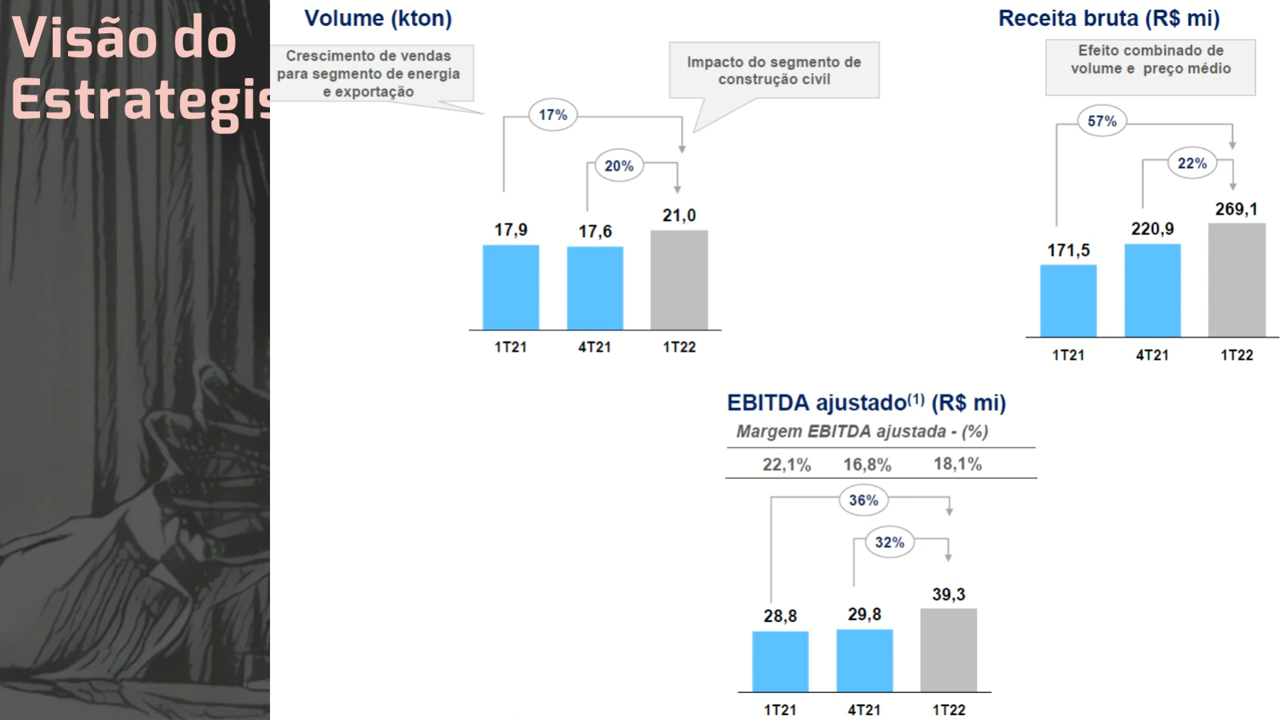 Visão do
Estrategis
Volume (kton)
Crescimento de vendas
para segmento de energia
e exportação
Impacto do segmento de
construção civil
17%
20%
17,9
17,6
21,0
1T21
4T21
1T22
Receita bruta (R$ mi)
Efeito combinado de
volume e preço médio
57%
22%
171,5
220,9
269,1
1T21
4T21
1T22
EBITDA ajustado(1) (R$ mi)
Margem EBITDA ajustada - (%)
22,1% 16,8% 18,1%
36%
32%
28,8
29,8
39,3
1T21
4T21
1T22